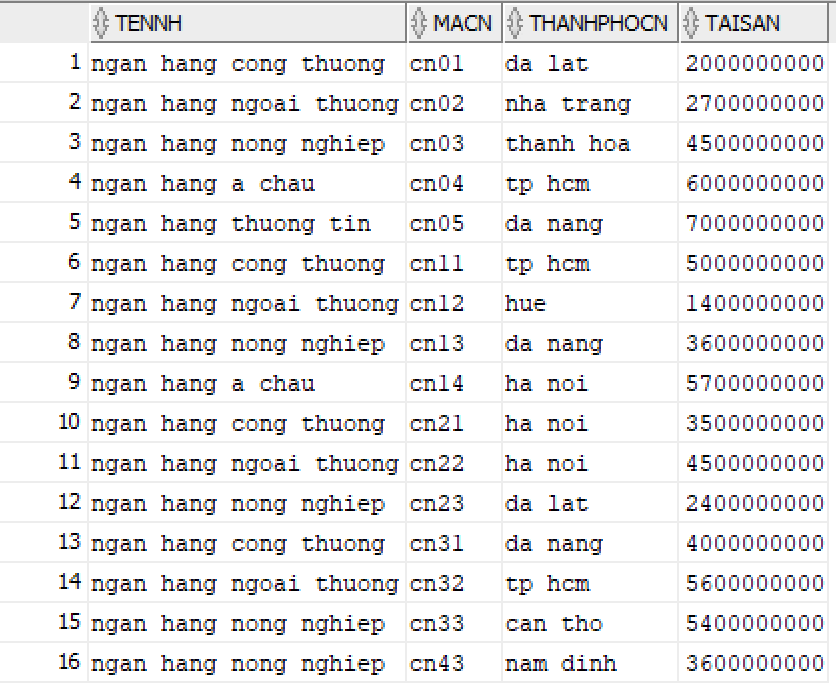 TENNH MACN THANHPHOCN TAISAN
1 ngan hang cong thuong cn01 da lat 2000000000
2 ngan hang ngoai thuong cn02 nha trang 2700000000
3 ngan hang nong nghiep cn03 thanh hoa 4500000000
4 ngan hang a chau cn04 tp hcm 6000000000
5 ngan hang thuong tin cn05 da nang 7000000000
6 ngan hang cong thuong cn11 tp hcm 5000000000
7 ngan hang ngoai thuong cn12 hue 1400000000
8 ngan hang nong nghiep cn13 da nang 3600000000
9 ngan hang a chau cn14 ha noi 5700000000
10 ngan hang cong thuong cn21 ha noi 3500000000
11 ngan hang ngoai thuong cn22 ha noi 4500000000
12 ngan hang nong nghiep cn23 da lat 2400000000
13 ngan hang cong thuong cn31 da nang 4000000000
14 ngan hang ngoai thuong cn32 tp hcm 5600000000
15 ngan hang nong nghiep cn33 can tho 5400000000
16 ngan hang nong nghiep cn43 nam dinh 3600000000